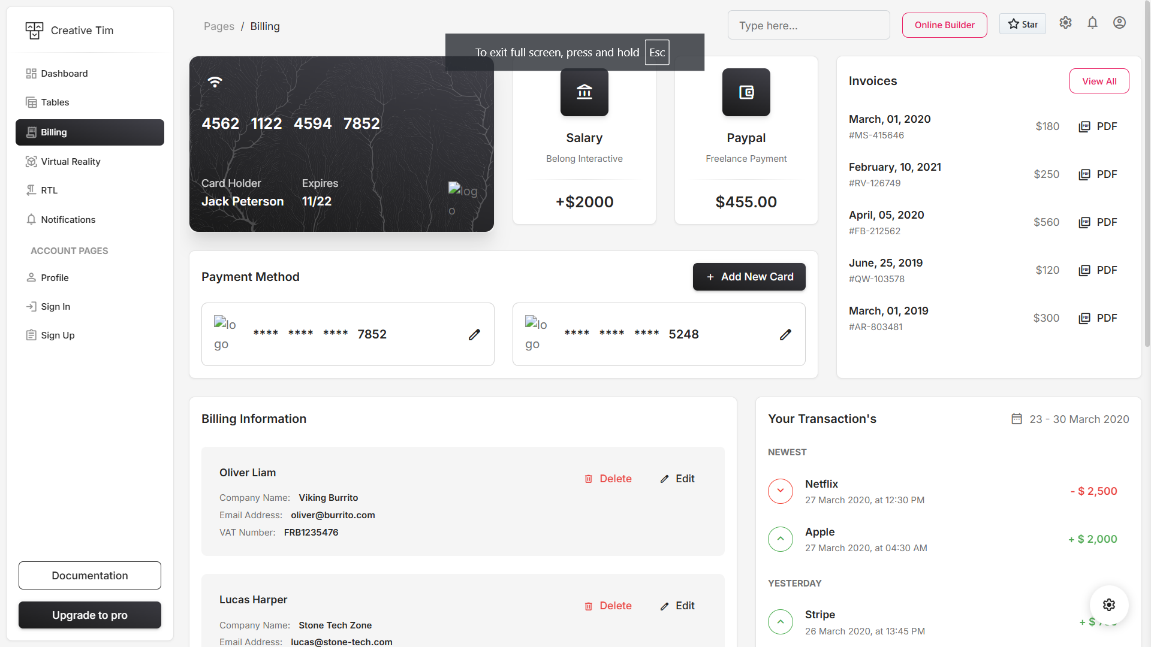 Creative Tim
Dashboard
Tables
Billing
Virtual Reality
RTL
Notifications
ACCOUNT PAGES
Profile
Sign In
Sign Up
Documentation
Upgrade to pro
Pages / Billing
Type here...
Online Builder
Star
To exit full screen, press and hold Esc
4562 1122 4594 7852
Card Holder
Jack Peterson
Expires
11/22
logo
Salary
Belong Interactive
+$2000
Paypal
Freelance Payment
$455.00
Invoices
View All
March, 01, 2020
#MS-415646
$180 PDF
February, 10, 2021
#RV-126749
$250 PDF
April, 05, 2020
#FB-212562
$560 PDF
June, 25, 2019
#QW-103578
$120 PDF
March, 01, 2019
#AR-803481
$300 PDF
Payment Method
+ Add New Card
logo
**** **** **** 7852
logo
**** **** **** 5248
Billing Information
Oliver Liam
Delete
Edit
Company Name: Viking Burrito
Email Address: oliver@burrito.com
VAT Number: FRB1235476
Lucas Harper
Delete
Edit
Company Name: Stone Tech Zone
Email Address: lucas@stone-tech.com
Your Transaction's
23 - 30 March 2020
NEWEST
Netflix
27 March 2020, at 12:30 PM
- $ 2,500
Apple
27 March 2020, at 04:30 AM
+ $ 2,000
YESTERDAY
Stripe
26 March 2020, at 13:45 PM
+ $